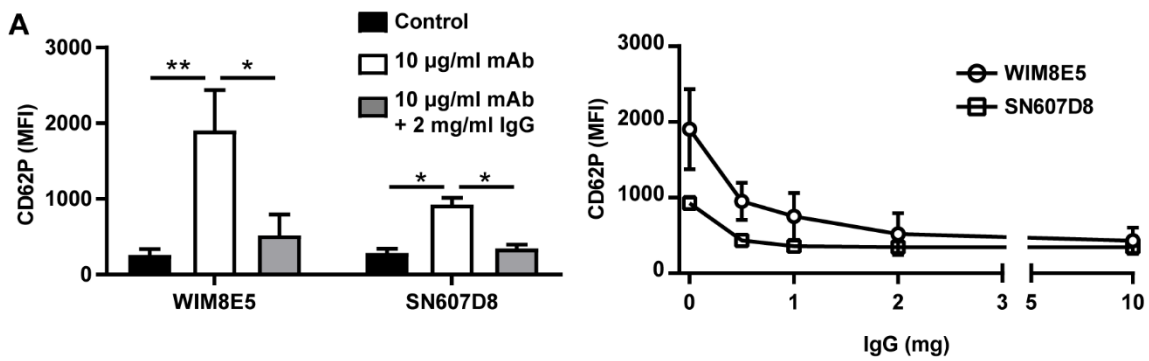 A
Control
10 µg/ml mAb
10 µg/ml mAb
+ 2 mg/ml IgG
CD62P (MFI)
3000
2000
1000
0
**
*
*
*
WIM8E5
SN607D8
WIM8E5
SN607D8
CD62P (MFI)
3000
2000
1000
0
0
1
2
3
5
10
IgG (mg)